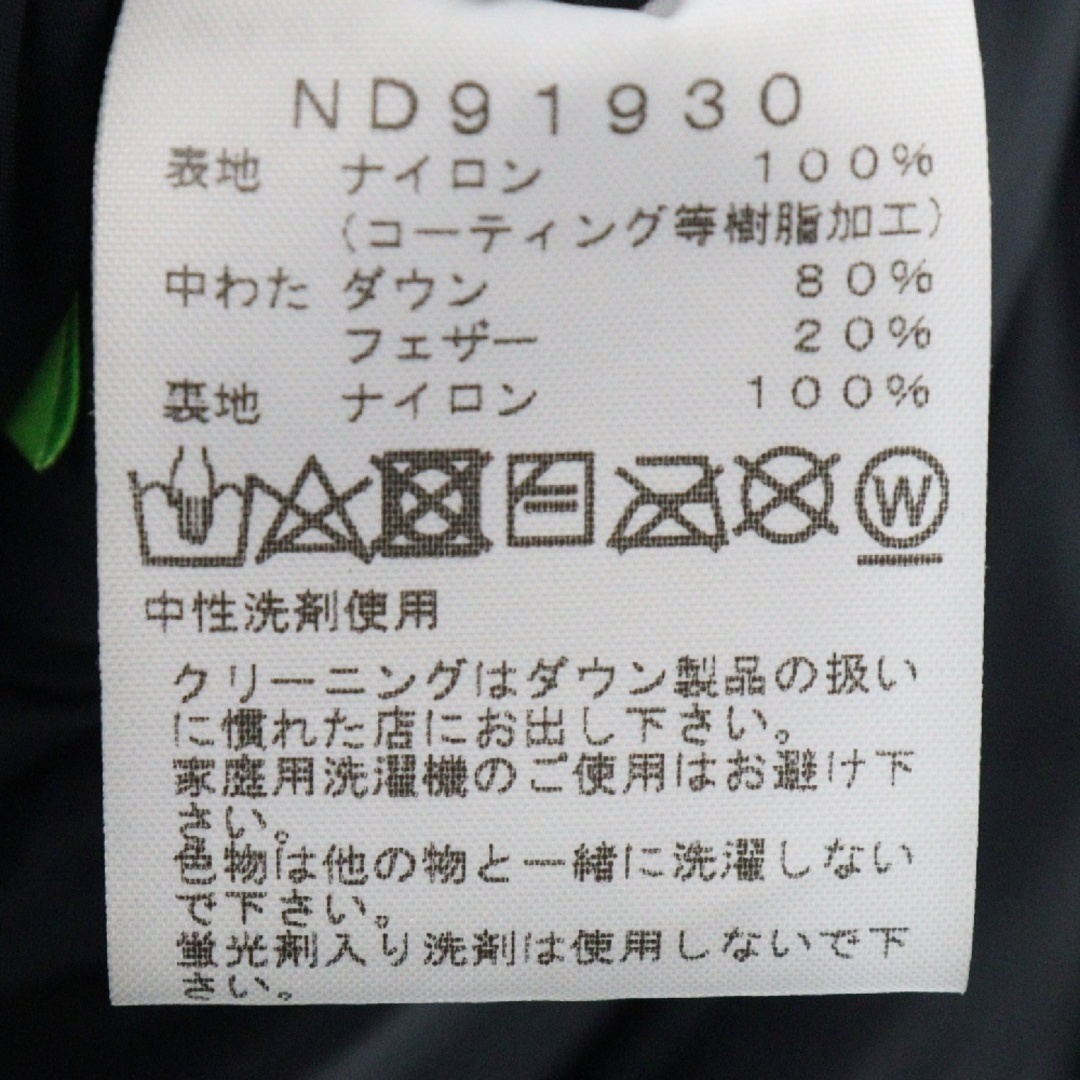 ND91930
表地 ナイロン 100%
(コーティング等樹脂加工)
中わた ダウン 80%
フェザー 20%
裏地 ナイロン 100%
W
中性洗剤使用
クリーニングはダウン製品の扱い
に慣れた店にお出し下さい。
家庭用洗濯機のご使用はお避け下
さい。
色物は他の物と一緒に洗濯しない
で下さい。
蛍光剤入り洗剤は使用しないで下
さい。